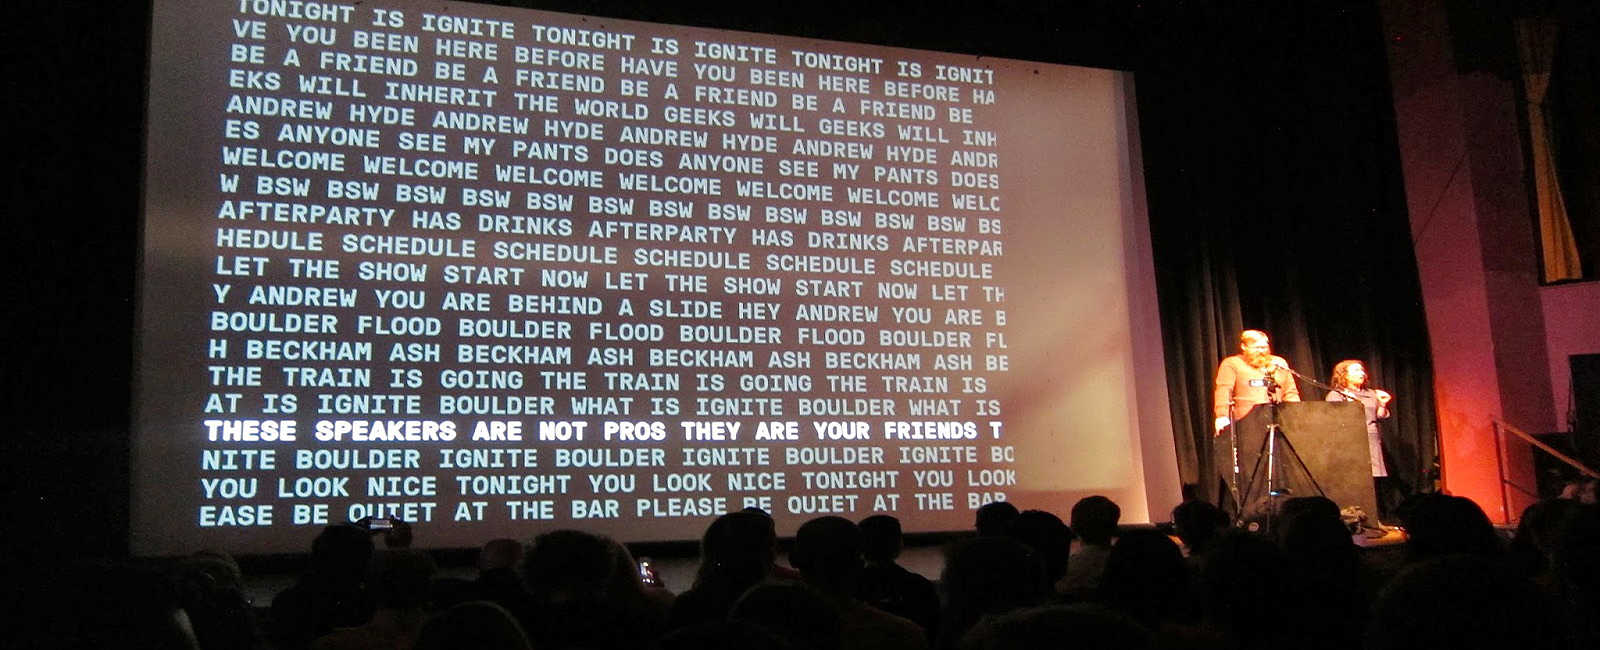 TONIGHT IS IGNITE TONIGHT IS IGNITE TONIGHT IS IGNIT
VE YOU BEEN HERE BEFORE HAVE YOU BEEN HERE BEFORE HA
BE A FRIEND BE A FRIEND BE A FRIEND BE A FRIEND BE
EKS WILL INHERIT THE WORLD GEEKS WILL GEEKS WILL INH
ANDREW HYDE ANDREW HYDE ANDREW HYDE ANDREW HYDE ANDR
ES ANYONE SEE MY PANTS DOES ANYONE SEE MY PANTS DOES
WELCOME WELCOME WELCOME WELCOME WELCOME WELCOME WELC
W BSW BSW BSW BSW BSW BSW BSW BSW BSW BSW BSW BS
AFTERPARTY HAS DRINKS AFTERPARTY HAS DRINKS AFTERPAR
HEDULE SCHEDULE SCHEDULE SCHEDULE SCHEDULE SCHEDULE
LET THE SHOW START NOW LET THE SHOW START NOW LET TH
Y ANDREW YOU ARE BEHIND A SLIDE HEY ANDREW YOU ARE B
BOULDER FLOOD BOULDER FLOOD BOULDER FLOOD BOULDER FL
H BECKHAM ASH BECKHAM ASH BECKHAM ASH BECKHAM ASH BE
THE TRAIN IS GOING THE TRAIN IS GOING THE TRAIN IS
AT IS IGNITE BOULDER WHAT IS IGNITE BOULDER WHAT IS
THESE SPEAKERS ARE NOT PROS THEY ARE YOUR FRIENDS T
NITE BOULDER IGNITE BOULDER IGNITE BOULDER IGNITE BO
YOU LOOK NICE TONIGHT YOU LOOK NICE TONIGHT YOU LOOK
EASE BE QUIET AT THE BAR PLEASE BE QUIET AT THE BAR